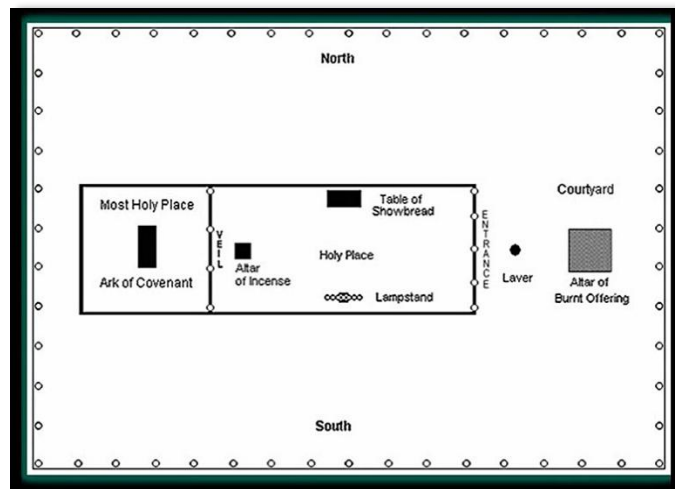 North
Courtyard
Most Holy Place
Table of
Showbread
VEIL
ENTRANCE
Holy Place
Altar
of Incense
Ark of Covenant
Laver
Altar of
Burnt Offering
Lampstand
South